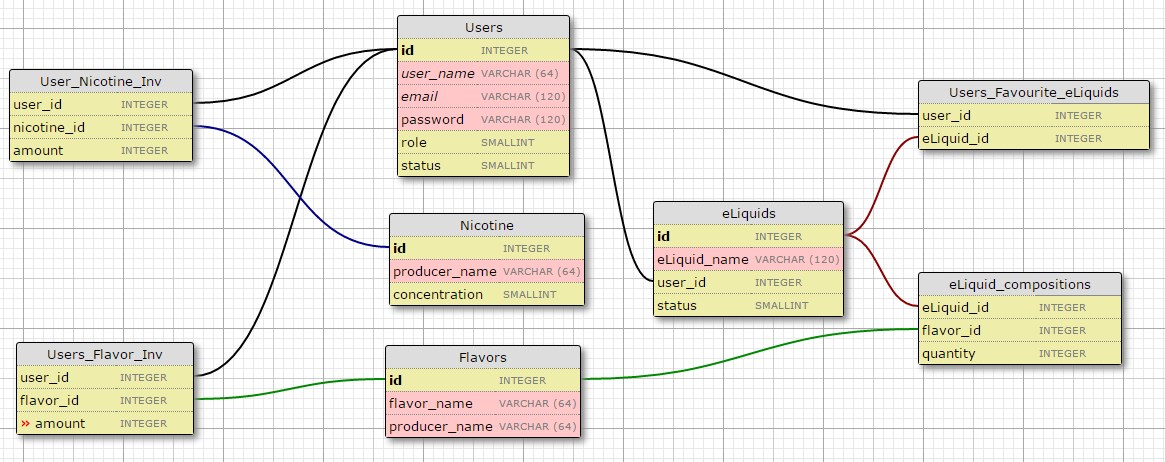 Users
id INTEGER
user_name VARCHAR (64)
email VARCHAR (120)
password VARCHAR (120)
role SMALLINT
status SMALLINT
User_Nicotine_Inv
user_id INTEGER
nicotine_id INTEGER
amount INTEGER
Users_Favourite_eLiquids
user_id INTEGER
eLiquid_id INTEGER
Nicotine
id INTEGER
producer_name VARCHAR (64)
concentration SMALLINT
eLiquids
id INTEGER
eLiquid_name VARCHAR (120)
user_id INTEGER
status SMALLINT
eLiquid_compositions
eLiquid_id INTEGER
flavor_id INTEGER
quantity INTEGER
Users_Flavor_Inv
user_id INTEGER
flavor_id INTEGER
» amount INTEGER
Flavors
id INTEGER
flavor_name VARCHAR (64)
producer_name VARCHAR (64)